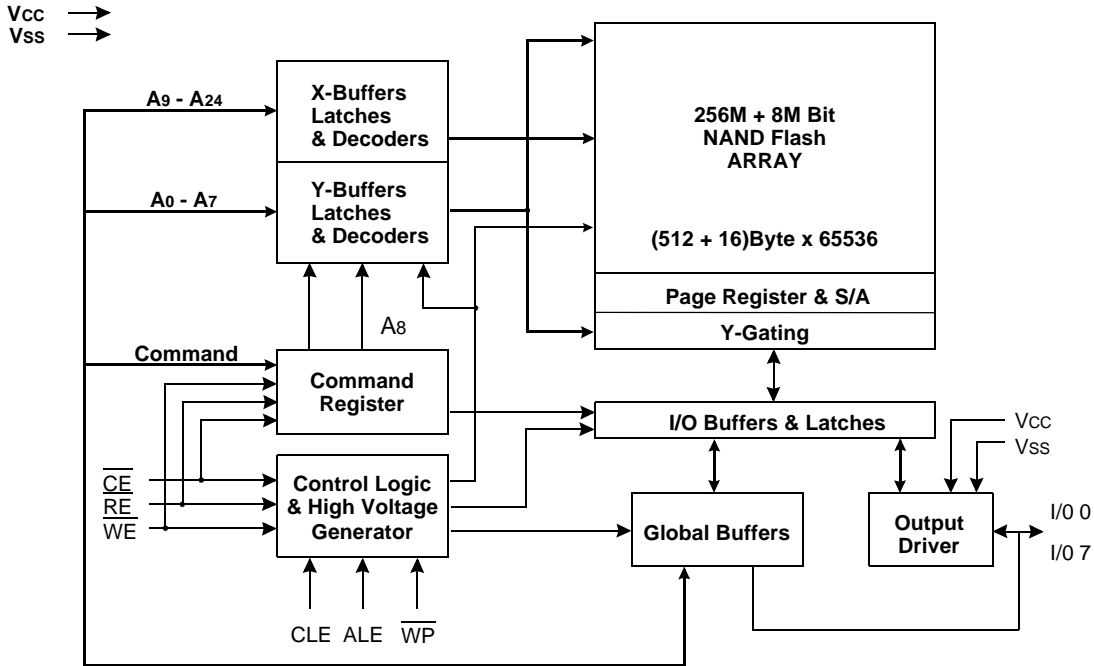 VCC
VSS
A9 - A24
X-Buffers
Latches
& Decoders
A0 - A7
Y-Buffers
Latches
& Decoders
256M + 8M Bit
NAND Flash
ARRAY
(512 + 16)Byte x 65536
Page Register & S/A
Y-Gating
A8
Command
Command
Register
I/O Buffers & Latches
VCC
VSS
CE
RE
WE
Control Logic
& High Voltage
Generator
Global Buffers
Output
Driver
I/0 0
I/0 7
CLE
ALE
WP